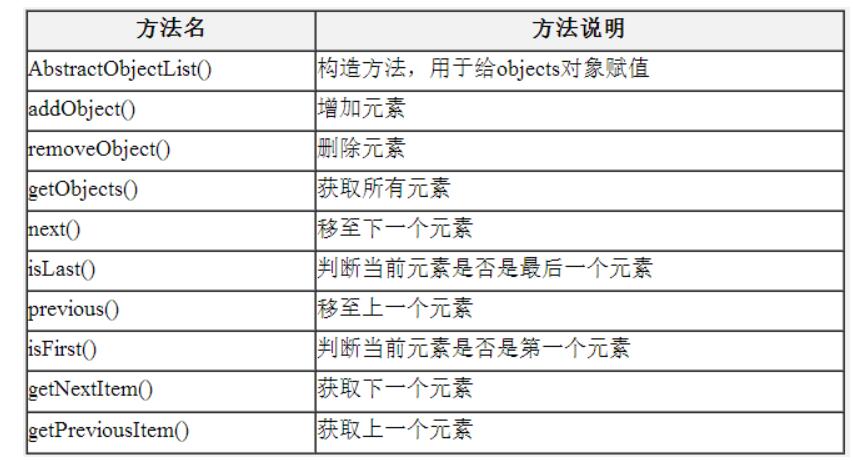 方法名 方法说明
AbstractObjectList() 构造方法，用于给objects对象赋值
addObject() 增加元素
removeObject() 删除元素
getObjects() 获取所有元素
next() 移至下一个元素
isLast() 判断当前元素是否是最后一个元素
previous() 移至上一个元素
isFirst() 判断当前元素是否是第一个元素
getNextItem() 获取下一个元素
getPreviousItem() 获取上一个元素